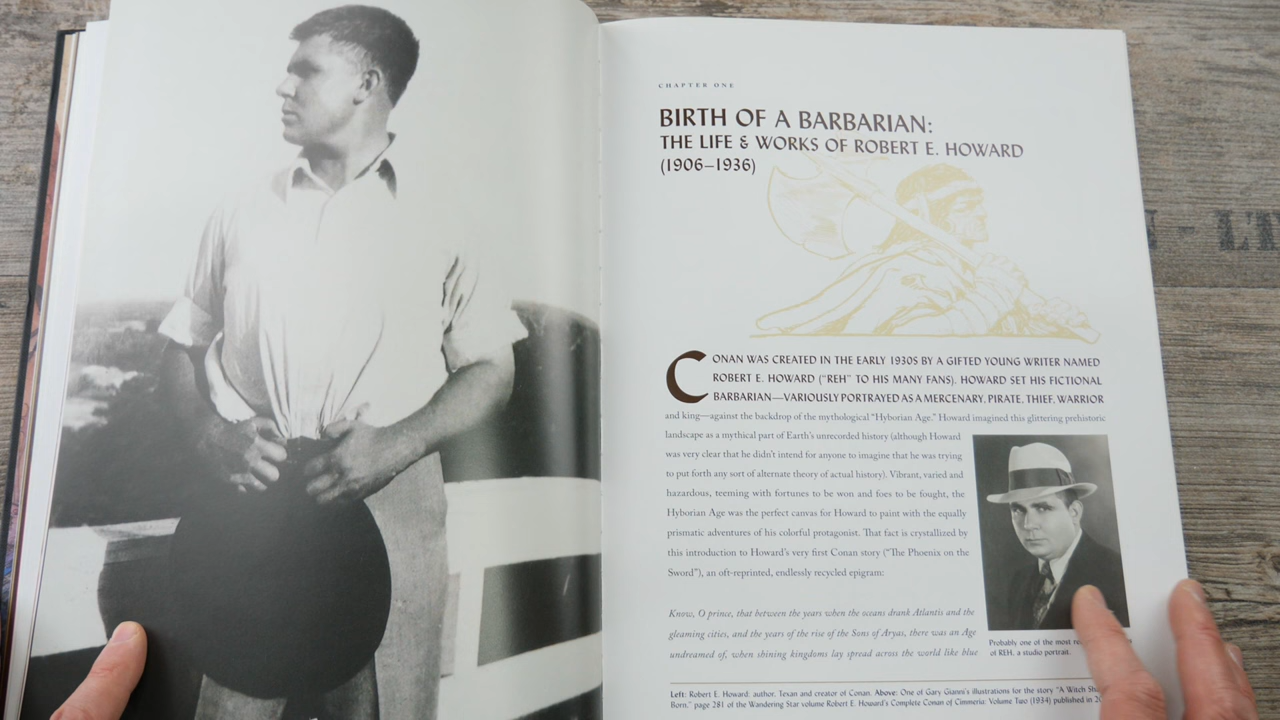 CHAPTER ONE
BIRTH OF A BARBARIAN:
THE LIFE & WORKS OF ROBERT E. HOWARD
(1906–1936)
CONAN WAS CREATED IN THE EARLY 1930S BY A GIFTED YOUNG WRITER NAMED
ROBERT E. HOWARD ("REH" TO HIS MANY FANS). HOWARD SET HIS FICTIONAL
BARBARIAN—VARIOUSLY PORTRAYED AS A MERCENARY, PIRATE, THIEF, WARRIOR
and king—against the backdrop of the mythological "Hyborian Age." Howard imagined this glittering prehistoric
landscape as a mythical part of Earth's unrecorded history (although Howard
was very clear that he didn't intend for anyone to imagine that he was trying
to put forth any sort of alternate theory of actual history). Vibrant, varied and
hazardous, teeming with fortunes to be won and foes to be fought, the
Hyborian Age was the perfect canvas for Howard to paint with the equally
prismatic adventures of his colorful protagonist. That fact is crystallized by
this introduction to Howard's very first Conan story ("The Phoenix on the
Sword"), an oft-reprinted, endlessly recycled epigram:
Know, O prince, that between the years when the oceans drank Atlantis and the
gleaming cities, and the years of the rise of the Sons of Aryas, there was an Age
undreamed of, when shining kingdoms lay spread across the world like blue
Probably one of the most
of REH, a studio portrait.
Left: Robert E. Howard: author, Texan and creator of Conan. Above: One of Gary Gianni's illustrations for the story "A Witch
Born," page 281 of the Wandering Star volume Robert E. Howard's Complete Conan of Cimmeria: Volume Two (1934) published in